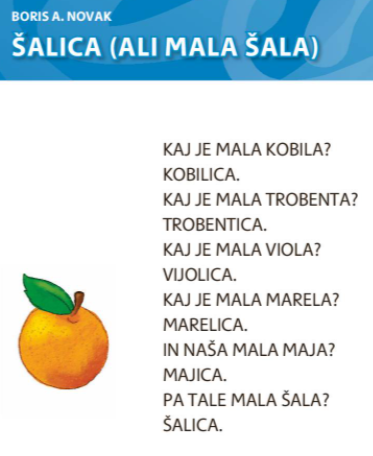 BORIS A. NOVAK
ŠALICA (ALI MALA ŠALA)
KAJ JE MALA KOBILA?
KOBILICA.
KAJ JE MALA TROBENTA?
TROBENTICA.
KAJ JE MALA VIOLA?
VIJOLICA.
KAJ JE MALA MARELA?
MARELICA.
IN NAŠA MALA MAJA?
MAJICA.
PA TALE MALA ŠALA?
ŠALICA.